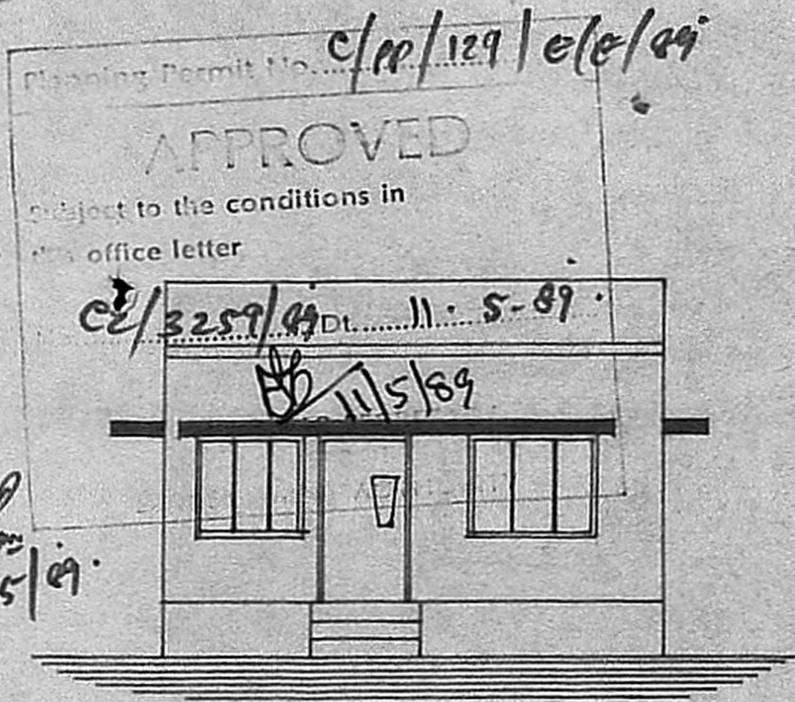 Planning Permit No....C/PP/129/E/E/89
APPROVED
Subject to the conditions in
this office letter
C2/3259/89 Dt.......11. 5-89.
11/5/89
5/89.